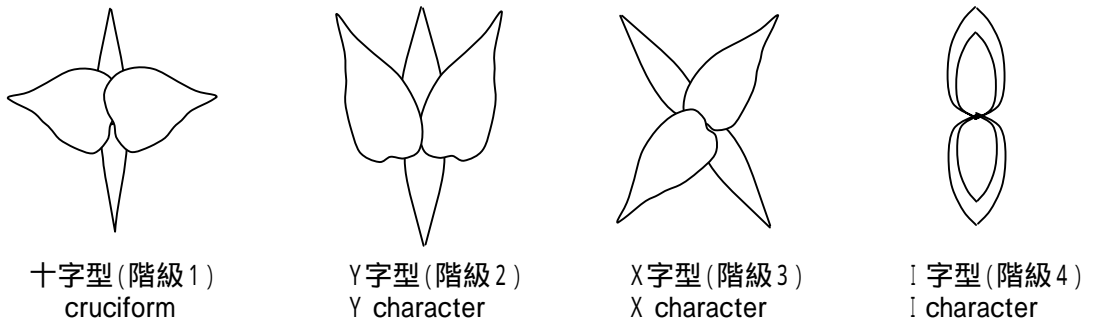 十字型(階級1)
cruciform
Y字型(階級2)
Y character
X字型(階級3)
X character
I 字型(階級4)
I character